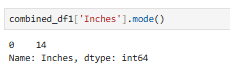 combined_df1['Inches'].mode()
0    14
Name: Inches, dtype: int64